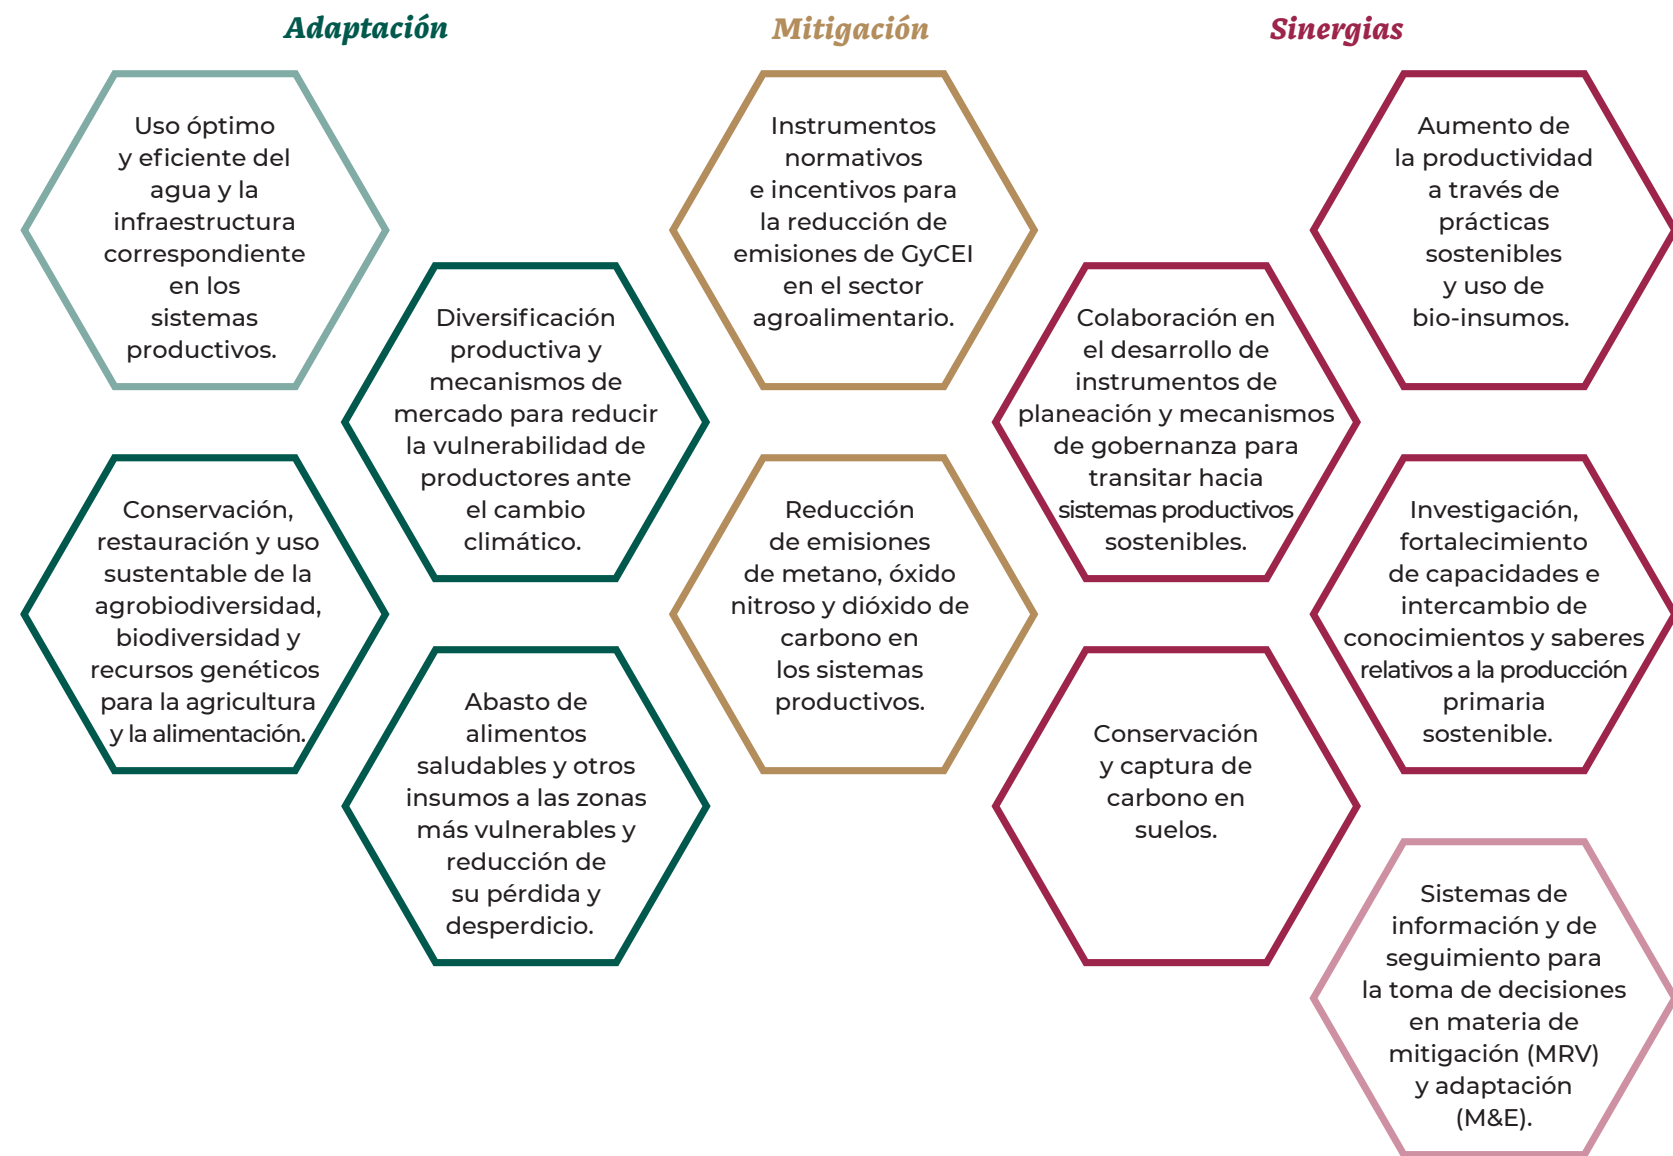 Adaptación
Mitigación
Sinergias
Uso óptimo
y eficiente del
agua y la
infraestructura
correspondiente
en los
sistemas
productivos.
Diversificación
productiva y
mecanismos de
mercado para reducir
la vulnerabilidad de
productores ante
el cambio
climático.
Conservación,
restauración y uso
sustentable de la
agrobiodiversidad,
biodiversidad y
recursos genéticos
para la agricultura
y la alimentación.
Abasto de
alimentos
saludables y otros
insumos a las zonas
más vulnerables y
reducción de
su pérdida y
desperdicio.
Instrumentos
normativos
e incentivos para
la reducción de
emisiones de GyCEI
en el sector
agroalimentario.
Reducción
de emisiones
de metano, óxido
nitroso y dióxido de
carbono en
los sistemas
productivos.
Colaboración en
el desarrollo de
instrumentos de
planeación y mecanismos
de gobernanza para
transitar hacia
sistemas productivos
sostenibles.
Conservación
y captura de
carbono en
suelos.
Aumento de
la productividad
a través de
prácticas
sostenibles
y uso de
bio-insumos.
Investigación,
fortalecimiento
de capacidades e
intercambio de
conocimientos y saberes
relativos a la producción
primaria
sostenible.
Sistemas de
información y de
seguimiento para
la toma de decisiones
en materia de
mitigación (MRV)
y adaptación
(M&E).